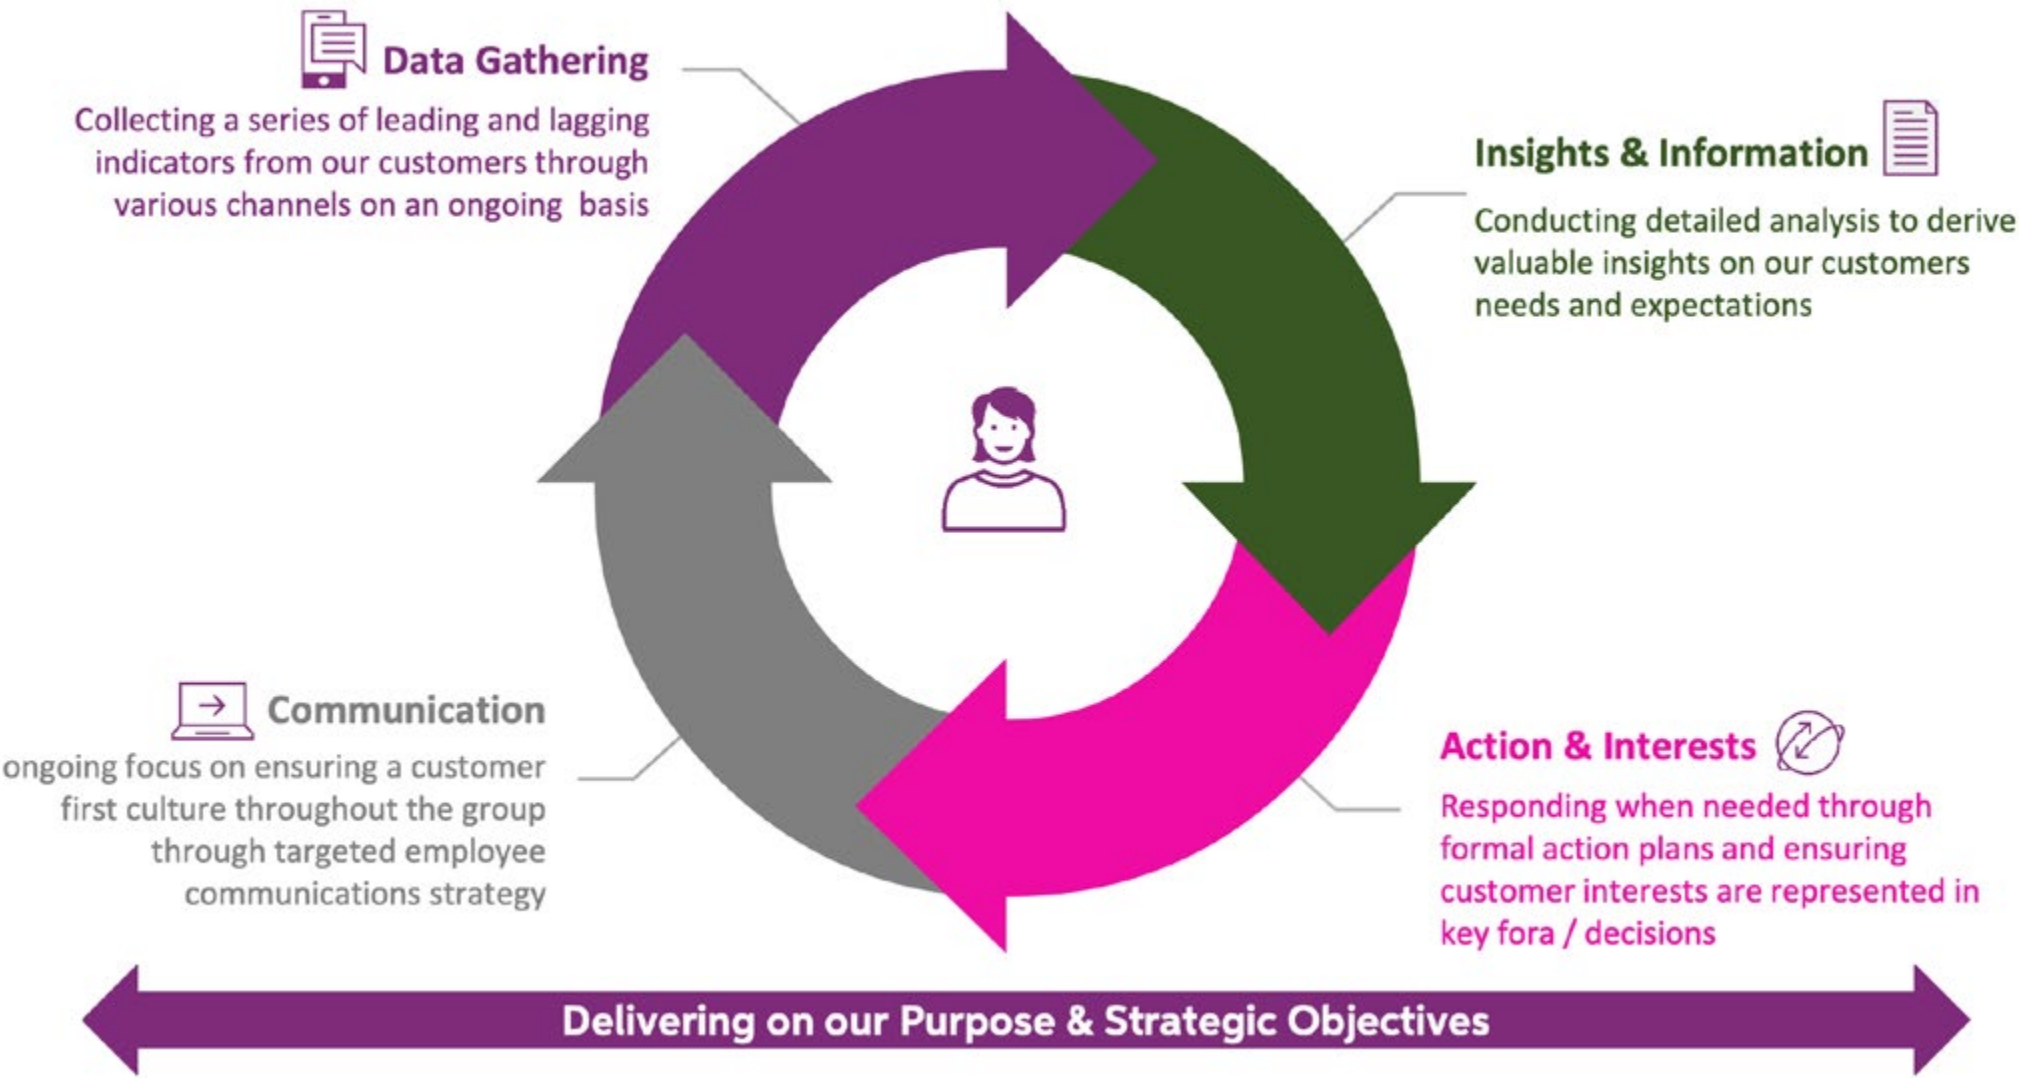 Data Gathering
Collecting a series of leading and lagging
indicators from our customers through
various channels on an ongoing basis
Insights & Information
Conducting detailed analysis to derive
valuable insights on our customers
needs and expectations
Communication
ongoing focus on ensuring a customer
first culture throughout the group
through targeted employee
communications strategy
Action & Interests
Responding when needed through
formal action plans and ensuring
customer interests are represented in
key fora / decisions
Delivering on our Purpose & Strategic Objectives